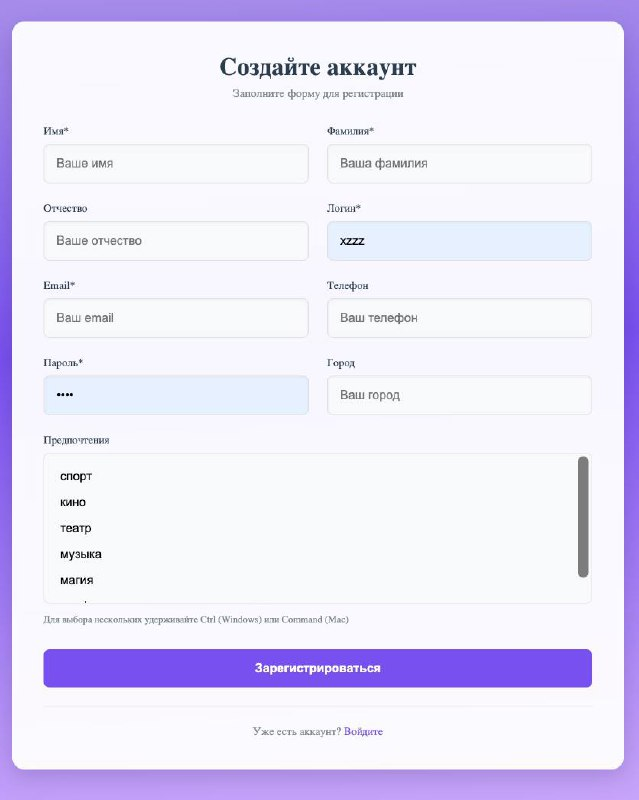 Создайте аккаунт
Заполните форму для регистрации
Имя* Фамилия*
Ваше имя Ваша фамилия
Отчество Логин*
Ваше отчество xzzz
Email* Телефон
Ваш email Ваш телефон
Пароль* Город
•••• Ваш город
Предпочтения
спорт
кино
театр
музыка
магия
Для выбора нескольких удерживайте Ctrl (Windows) или Command (Mac)
Зарегистрироваться
Уже есть аккаунт? Войдите